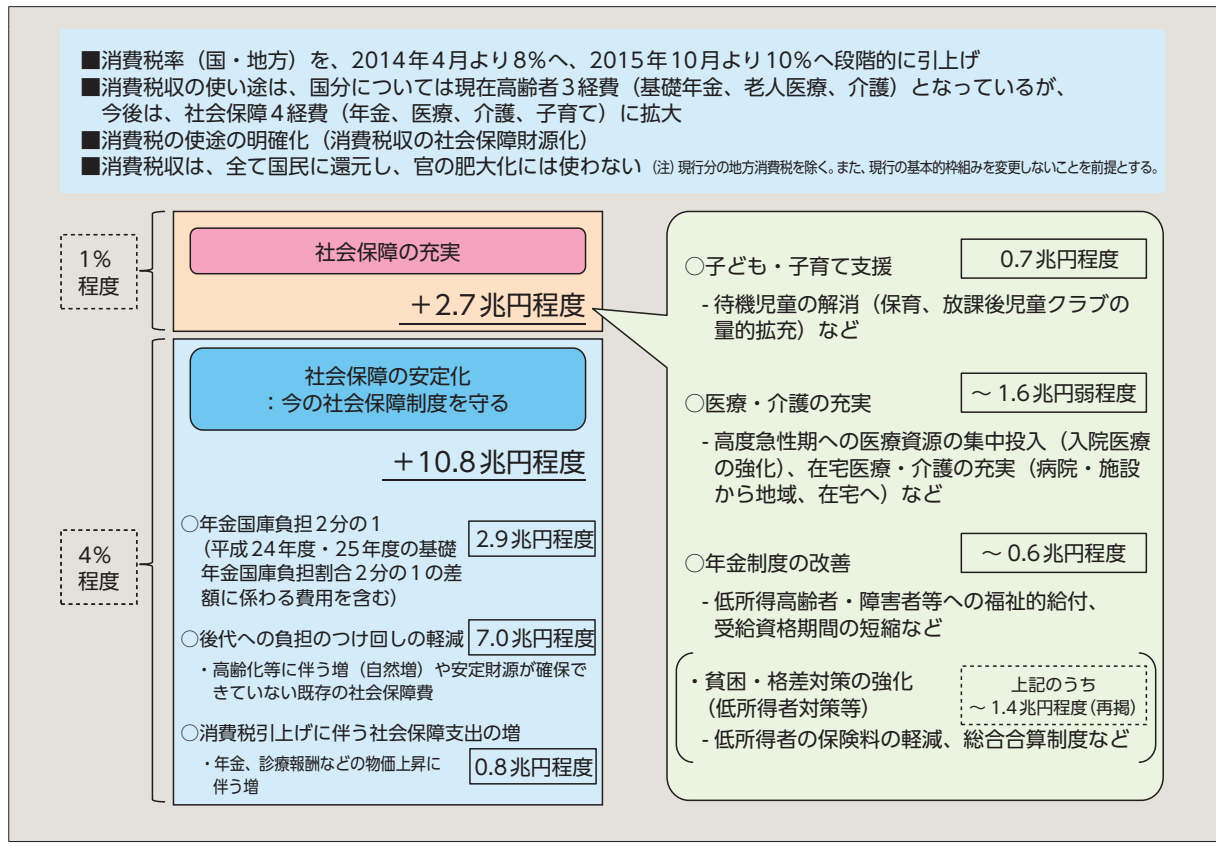 ■消費税率（国・地方）を、2014年4月より8%へ、2015年10月より10%へ段階的に引上げ
■消費税収の使い途は、国分については現在高齢者３経費（基礎年金、老人医療、介護）となっているが、
今後は、社会保障４経費（年金、医療、介護、子育て）に拡大
■消費税の使途の明確化（消費税収の社会保障財源化）
■消費税収は、全て国民に還元し、官の肥大化には使わない（注）現行分の地方消費税を除く。また、現行の基本的枠組みを変更しないことを前提とする。
1%
程度
社会保障の充実
＋2.7兆円程度
4%
程度
社会保障の安定化
：今の社会保障制度を守る
＋10.8兆円程度
○年金国庫負担２分の１
（平成24年度・25年度の基礎
年金国庫負担割合２分の１の差
額に係わる費用を含む）
2.9兆円程度
○後代への負担のつけ回しの軽減
7.0兆円程度
・高齢化等に伴う増（自然増）や安定財源が確保で
きていない既存の社会保障費
○消費税引上げに伴う社会保障支出の増
・年金、診療報酬などの物価上昇に
伴う増
0.8兆円程度
○子ども・子育て支援
0.7兆円程度
- 待機児童の解消（保育、放課後児童クラブの
量的拡充）など
○医療・介護の充実
～1.6兆円弱程度
- 高度急性期への医療資源の集中投入（入院医療
の強化）、在宅医療・介護の充実（病院・施設
から地域、在宅へ）など
○年金制度の改善
～0.6兆円程度
- 低所得高齢者・障害者等への福祉的給付、
受給資格期間の短縮など
・貧困・格差対策の強化
（低所得者対策等）
上記のうち
～1.4兆円程度（再掲）
- 低所得者の保険料の軽減、総合合算制度など